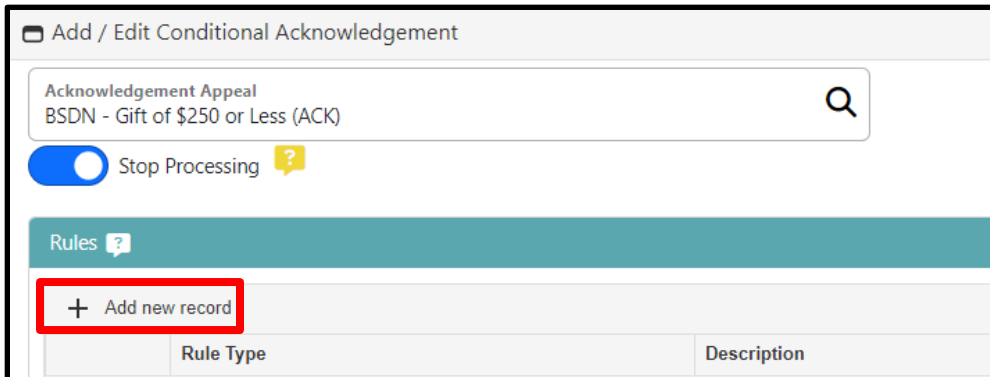 Add / Edit Conditional Acknowledgement
Acknowledgement Appeal
BSDN - Gift of $250 or Less (ACK)
Stop Processing ?
Rules ?
+ Add new record
Rule Type Description